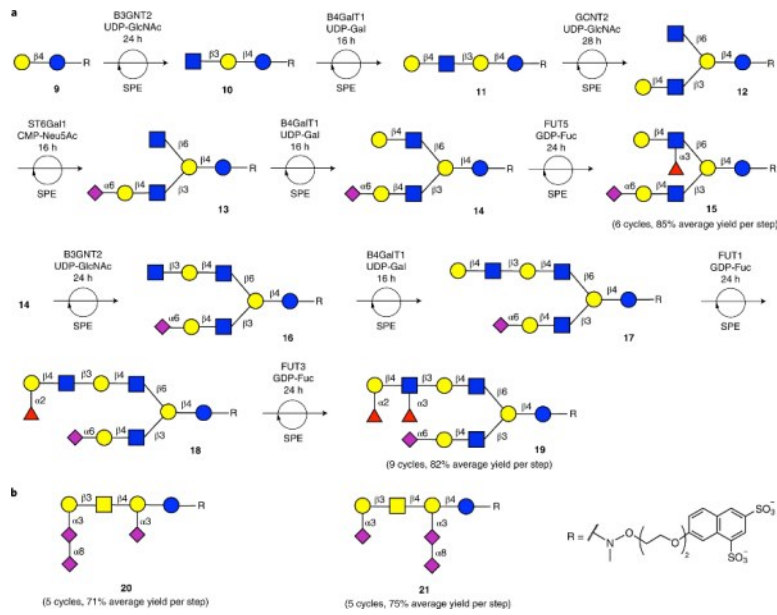 a
B3GNT2
UDP-GlcNAc
24 h
SPE
B4GalT1
UDP-Gal
16 h
SPE
GCNT2
UDP-GlcNAc
28 h
SPE
β4
R
9
β3 β4
R
10
β4 β3 β4
R
11
β6
β4
R
β4
β3
12
ST6Gal1
CMP-Neu5Ac
16 h
SPE
B4GalT1
UDP-Gal
16 h
SPE
FUT5
GDP-Fuc
24 h
SPE
β6
β4
R
α6 β4 β3
13
β4
β6
β4
R
α6 β4 β3
14
β4
α3 β6
β4
R
α6 β4 β3
15
(6 cycles, 85% average yield per step)
14
B3GNT2
UDP-GlcNAc
24 h
SPE
B4GalT1
UDP-Gal
16 h
SPE
FUT1
GDP-Fuc
24 h
SPE
β3 β4
β6
β4
R
α6 β4 β3
16
β4 β3 β4
β6
β4
R
α6 β4 β3
17
FUT3
GDP-Fuc
24 h
SPE
β4 β3 β4
α2
β6
β4
R
α6 β4 β3
18
β4 β3 β4
α2 α3
β6
β4
R
α6 β4 β3
19
(9 cycles, 82% average yield per step)
b
β3 β4
R
α3 α3
α8
20
(5 cycles, 71% average yield per step)
β3 β4 β4
R
α3 α3
α8
21
(5 cycles, 75% average yield per step)
R = N O O 2 SO3− SO3−